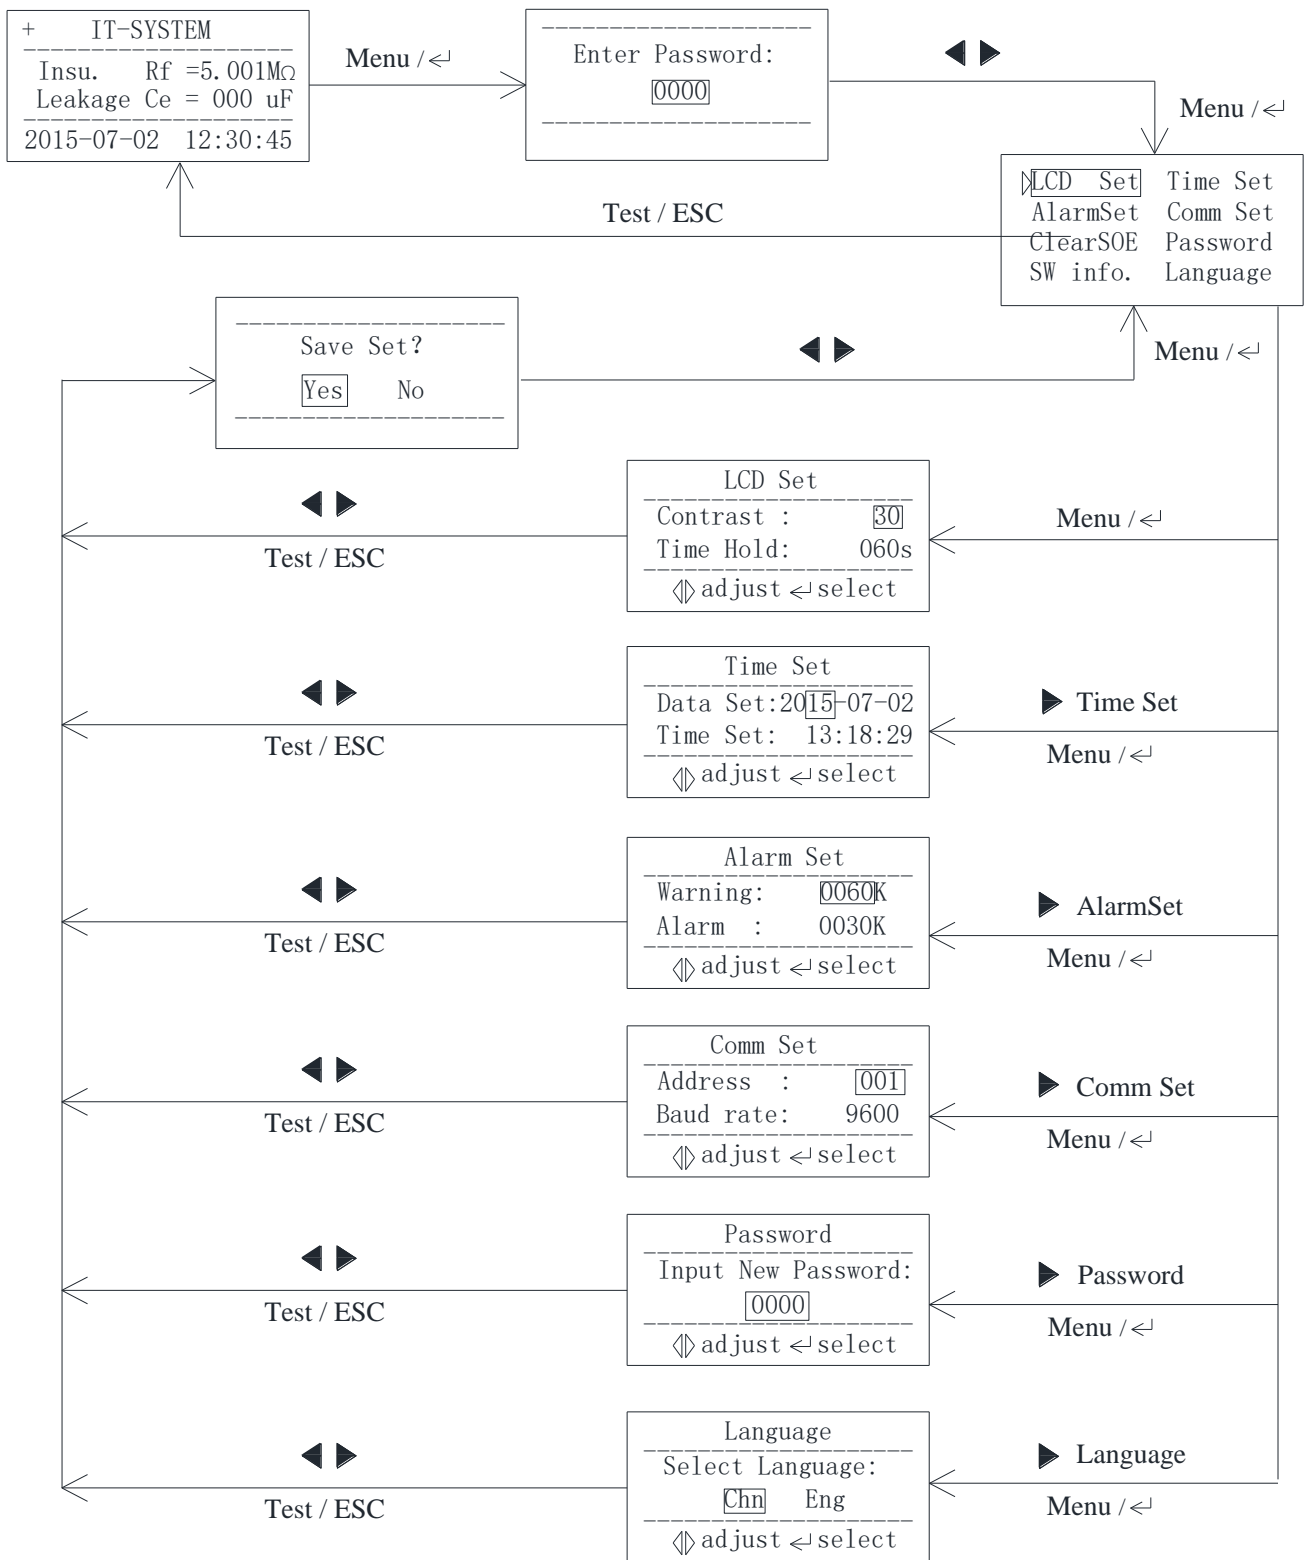 + IT-SYSTEM
Insu. Rf =5.001MΩ
Leakage Ce = 000 uF
2015-07-02 12:30:45
Menu / ↵
Enter Password:
0000
◀ ▶
Menu / ↵
LCD Set Time Set
AlarmSet Comm Set
ClearSOE Password
SW info. Language
Test / ESC
Save Set?
Yes No
◀ ▶
Menu / ↵
LCD Set
Contrast : 30
Time Hold: 060s
adjust ↵ select
◀ ▶
Test / ESC
Menu / ↵
Time Set
Data Set:2015-07-02
Time Set: 13:18:29
adjust ↵ select
◀ ▶
Test / ESC
▶ Time Set
Menu / ↵
Alarm Set
Warning: 0060K
Alarm : 0030K
adjust ↵ select
◀ ▶
Test / ESC
▶ AlarmSet
Menu / ↵
Comm Set
Address : 001
Baud rate: 9600
adjust ↵ select
◀ ▶
Test / ESC
▶ Comm Set
Menu / ↵
Password
Input New Password:
0000
adjust ↵ select
◀ ▶
Test / ESC
▶ Password
Menu / ↵
Language
Select Language:
Chn Eng
adjust ↵ select
◀ ▶
Test / ESC
▶ Language
Menu / ↵